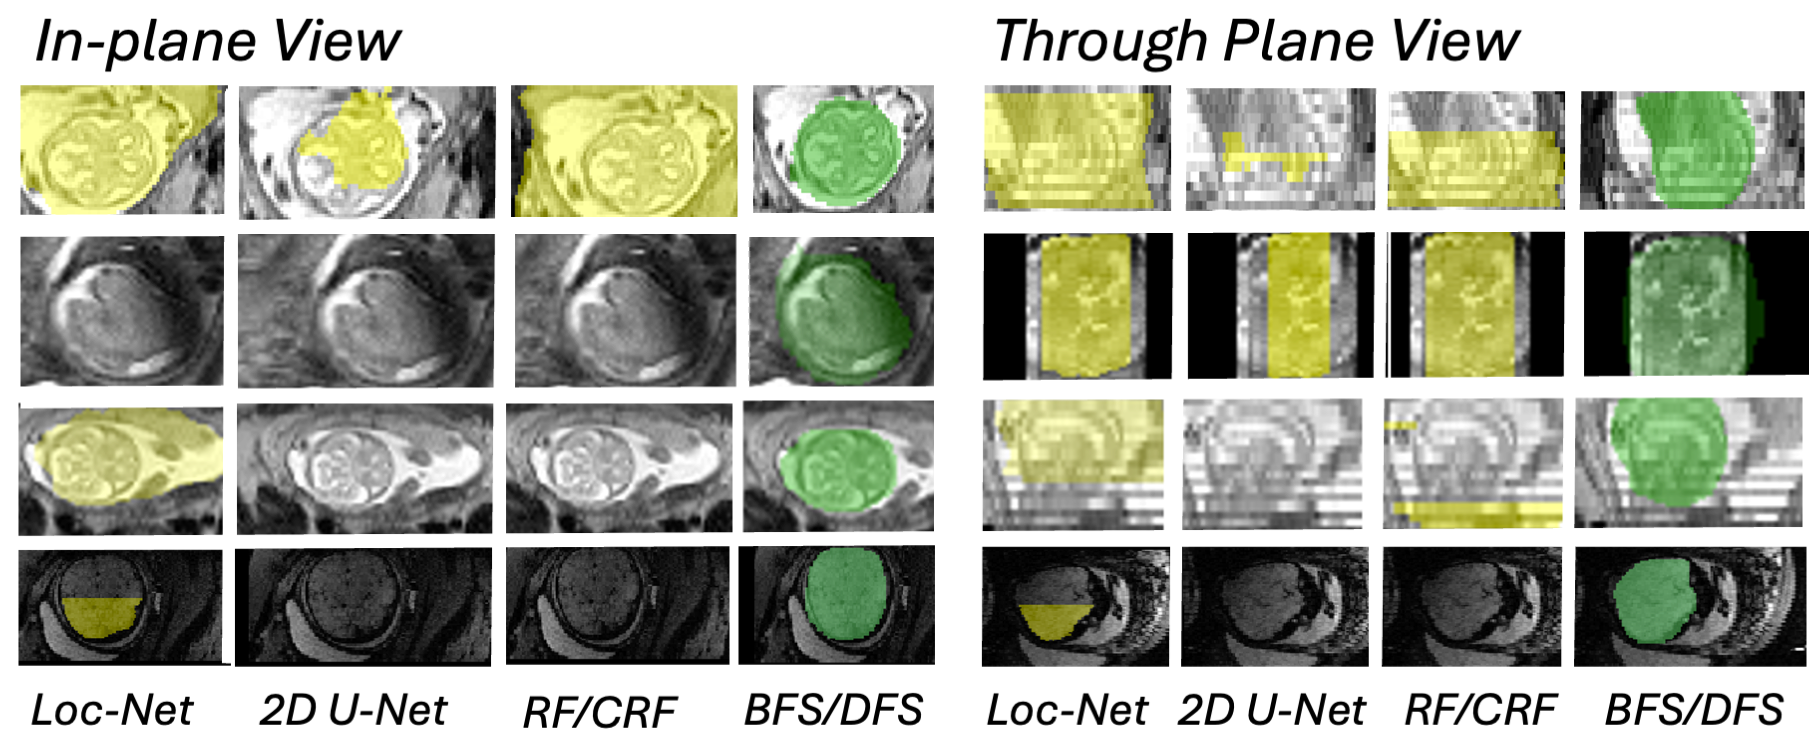 In-plane View
Through Plane View
Loc-Net 2D U-Net RF/CRF BFS/DFS
Loc-Net 2D U-Net RF/CRF BFS/DFS